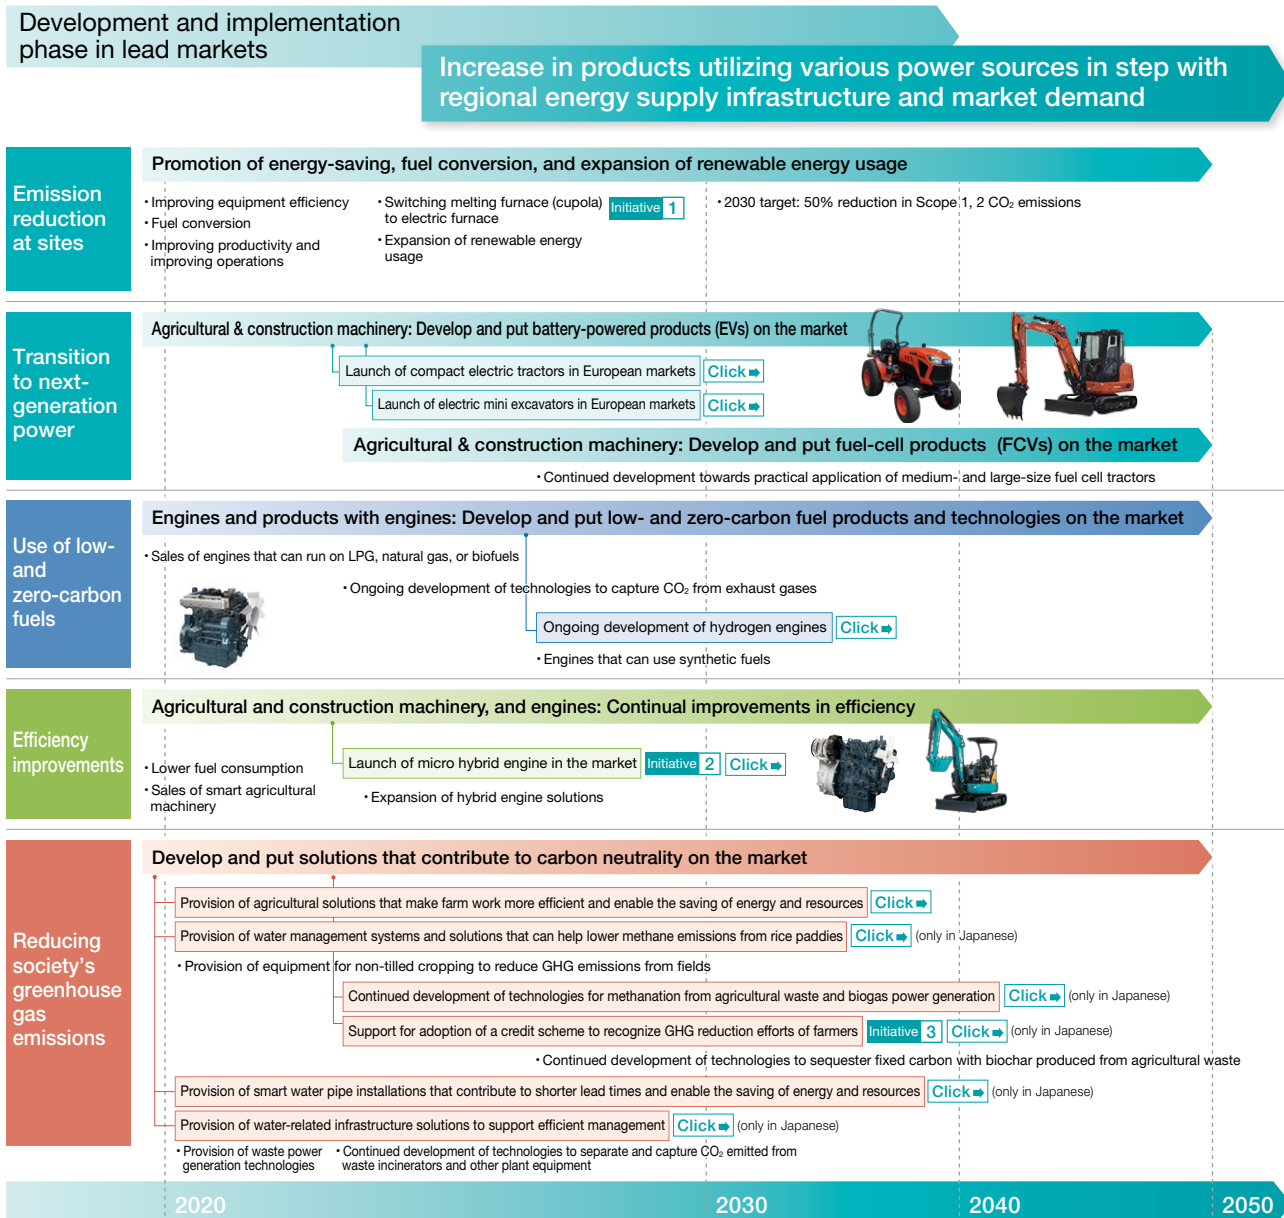 Development and implementation
phase in lead markets
Increase in products utilizing various power sources in step with
regional energy supply infrastructure and market demand
Emission
reduction
at sites
Promotion of energy-saving, fuel conversion, and expansion of renewable energy usage
・Improving equipment efficiency
・Fuel conversion
・Improving productivity and
improving operations
・Switching melting furnace (cupola)
to electric furnace
Initiative 1
・Expansion of renewable energy
usage
・2030 target: 50% reduction in Scope 1, 2 CO₂ emissions
Transition
to next-
generation
power
Agricultural & construction machinery: Develop and put battery-powered products (EVs) on the market
Launch of compact electric tractors in European markets
Click ➡
Launch of electric mini excavators in European markets
Click ➡
Agricultural & construction machinery: Develop and put fuel-cell products (FCVs) on the market
・Continued development towards practical application of medium- and large-size fuel cell tractors
Use of low-
and
zero-carbon
fuels
Engines and products with engines: Develop and put low- and zero-carbon fuel products and technologies on the market
・Sales of engines that can run on LPG, natural gas, or biofuels
・Ongoing development of technologies to capture CO₂ from exhaust gases
Ongoing development of hydrogen engines
Click ➡
・Engines that can use synthetic fuels
Efficiency
improvements
Agricultural and construction machinery, and engines: Continual improvements in efficiency
・Lower fuel consumption
・Sales of smart agricultural
machinery
Launch of micro hybrid engine in the market
Initiative 2
Click ➡
・Expansion of hybrid engine solutions
Reducing
society's
greenhouse
gas
emissions
Develop and put solutions that contribute to carbon neutrality on the market
Provision of agricultural solutions that make farm work more efficient and enable the saving of energy and resources
Click ➡
Provision of water management systems and solutions that can help lower methane emissions from rice paddies
Click ➡ (only in Japanese)
・Provision of equipment for non-tilled cropping to reduce GHG emissions from fields
Continued development of technologies for methanation from agricultural waste and biogas power generation
Click ➡ (only in Japanese)
Support for adoption of a credit scheme to recognize GHG reduction efforts of farmers
Initiative 3
Click ➡ (only in Japanese)
・Continued development of technologies to sequester fixed carbon with biochar produced from agricultural waste
Provision of smart water pipe installations that contribute to shorter lead times and enable the saving of energy and resources
Click ➡ (only in Japanese)
Provision of water-related infrastructure solutions to support efficient management
Click ➡ (only in Japanese)
・Provision of waste power
generation technologies
・Continued development of technologies to separate and capture CO₂ emitted from
waste incinerators and other plant equipment
2020
2030
2040
2050